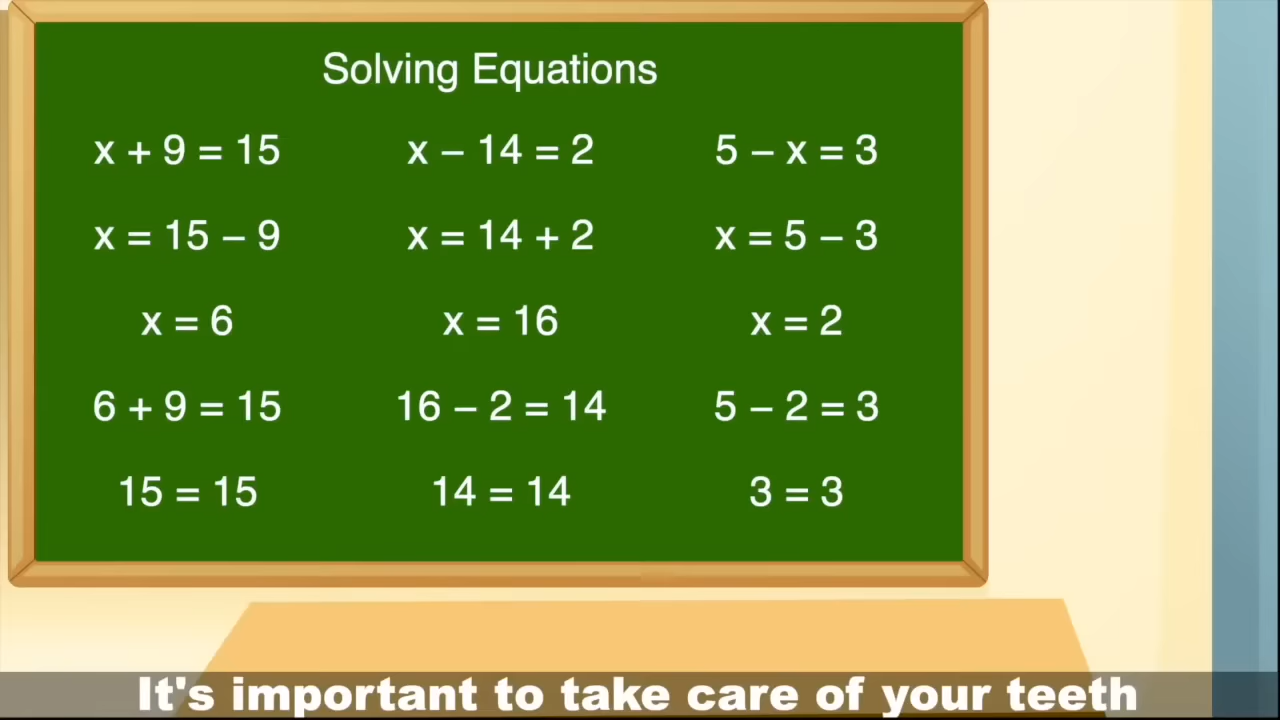 Solving Equations
x + 9 = 15
x = 15 – 9
x = 6
6 + 9 = 15
15 = 15
x – 14 = 2
x = 14 + 2
x = 16
16 – 2 = 14
14 = 14
5 – x = 3
x = 5 – 3
x = 2
5 – 2 = 3
3 = 3
It's important to take care of your teeth